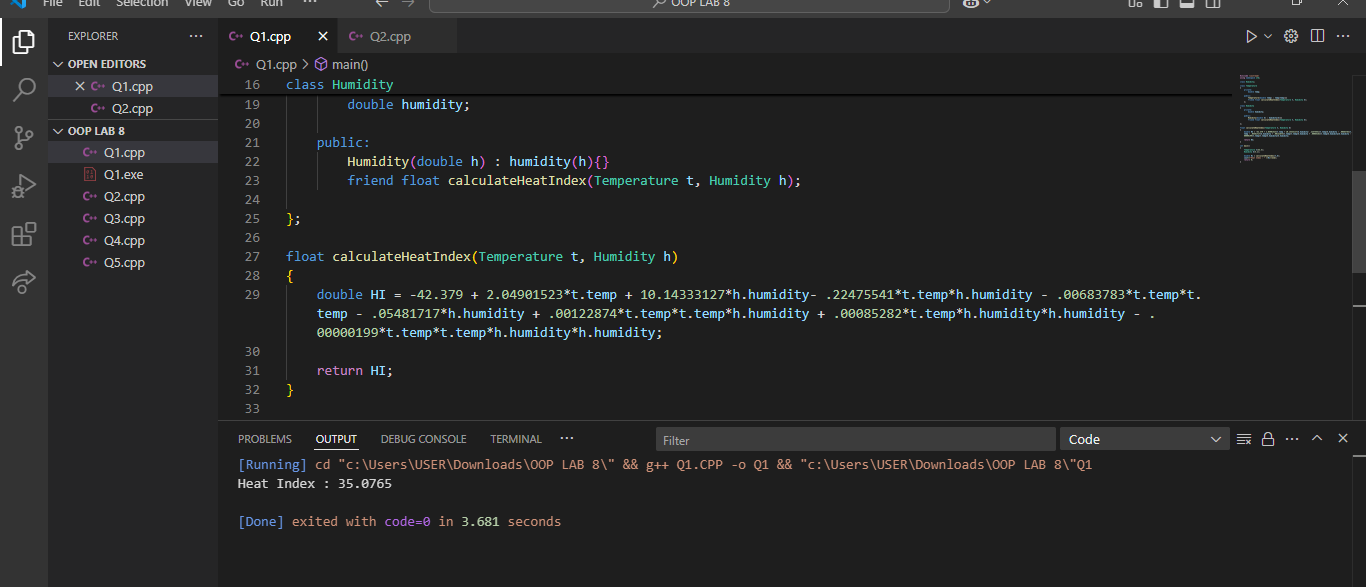 File Edit Selection View Go Run ···
OOP LAB 8
EXPLORER ···
OPEN EDITORS
C++ Q1.cpp
C++ Q2.cpp
OOP LAB 8
C++ Q1.cpp
Q1.exe
C++ Q2.cpp
C++ Q3.cpp
C++ Q4.cpp
C++ Q5.cpp
C++ Q1.cpp
C++ Q2.cpp
C++ Q1.cpp > main()
16 class Humidity
19 double humidity;
20
21 public:
22 Humidity(double h) : humidity(h){}
23 friend float calculateHeatIndex(Temperature t, Humidity h);
24
25 };
26
27 float calculateHeatIndex(Temperature t, Humidity h)
28 {
29 double HI = -42.379 + 2.04901523*t.temp + 10.14333127*h.humidity- .22475541*t.temp*h.humidity - .00683783*t.temp*t.
temp - .05481717*h.humidity + .00122874*t.temp*t.temp*h.humidity + .00085282*t.temp*h.humidity*h.humidity - .
00000199*t.temp*t.temp*h.humidity*h.humidity;
30
31 return HI;
32 }
33
PROBLEMS OUTPUT DEBUG CONSOLE TERMINAL ···
Filter
Code
[Running] cd "c:\Users\USER\Downloads\OOP LAB 8\" && g++ Q1.CPP -o Q1 && "c:\Users\USER\Downloads\OOP LAB 8\"Q1
Heat Index : 35.0765
[Done] exited with code=0 in 3.681 seconds